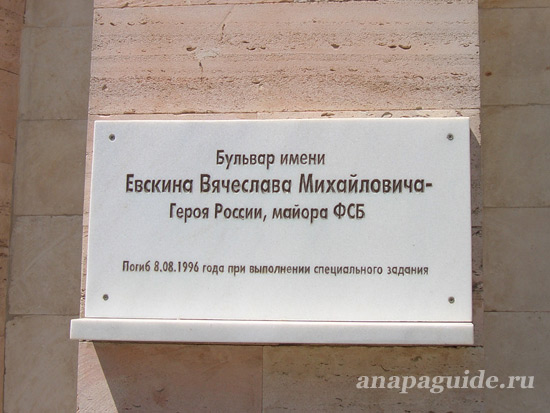 Бульвар имени
Евскина Вячеслава Михайловича-
Героя России, майора ФСБ
Погиб 8.08.1996 года при выполнении специального задания
anapaguide.ru